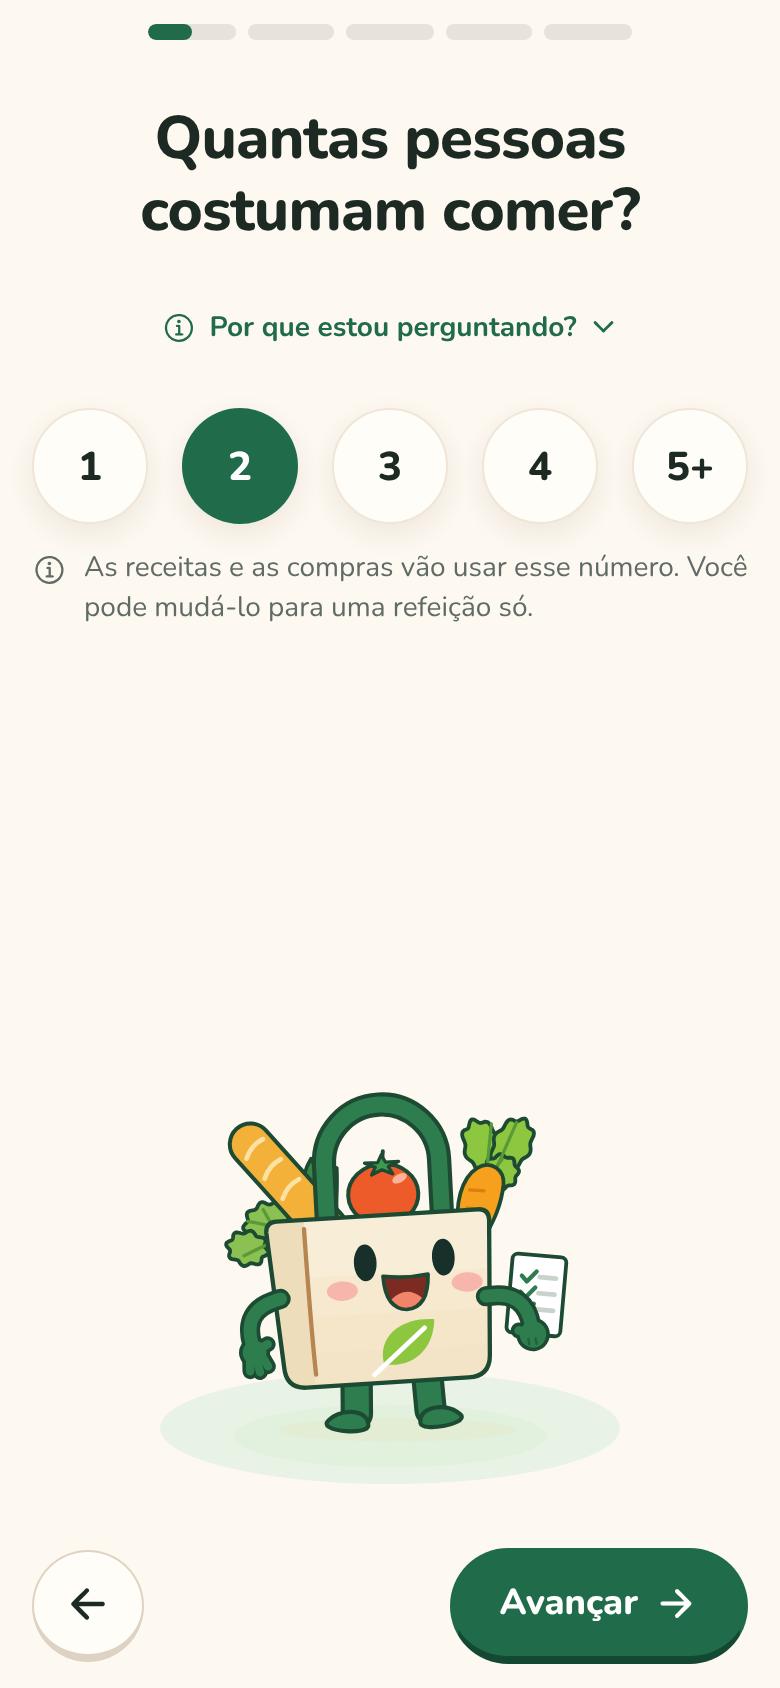 Quantas pessoas
costumam comer?
Por que estou perguntando?
1
2
3
4
5+
As receitas e as compras vão usar esse número. Você
pode mudá-lo para uma refeição só.
Avançar